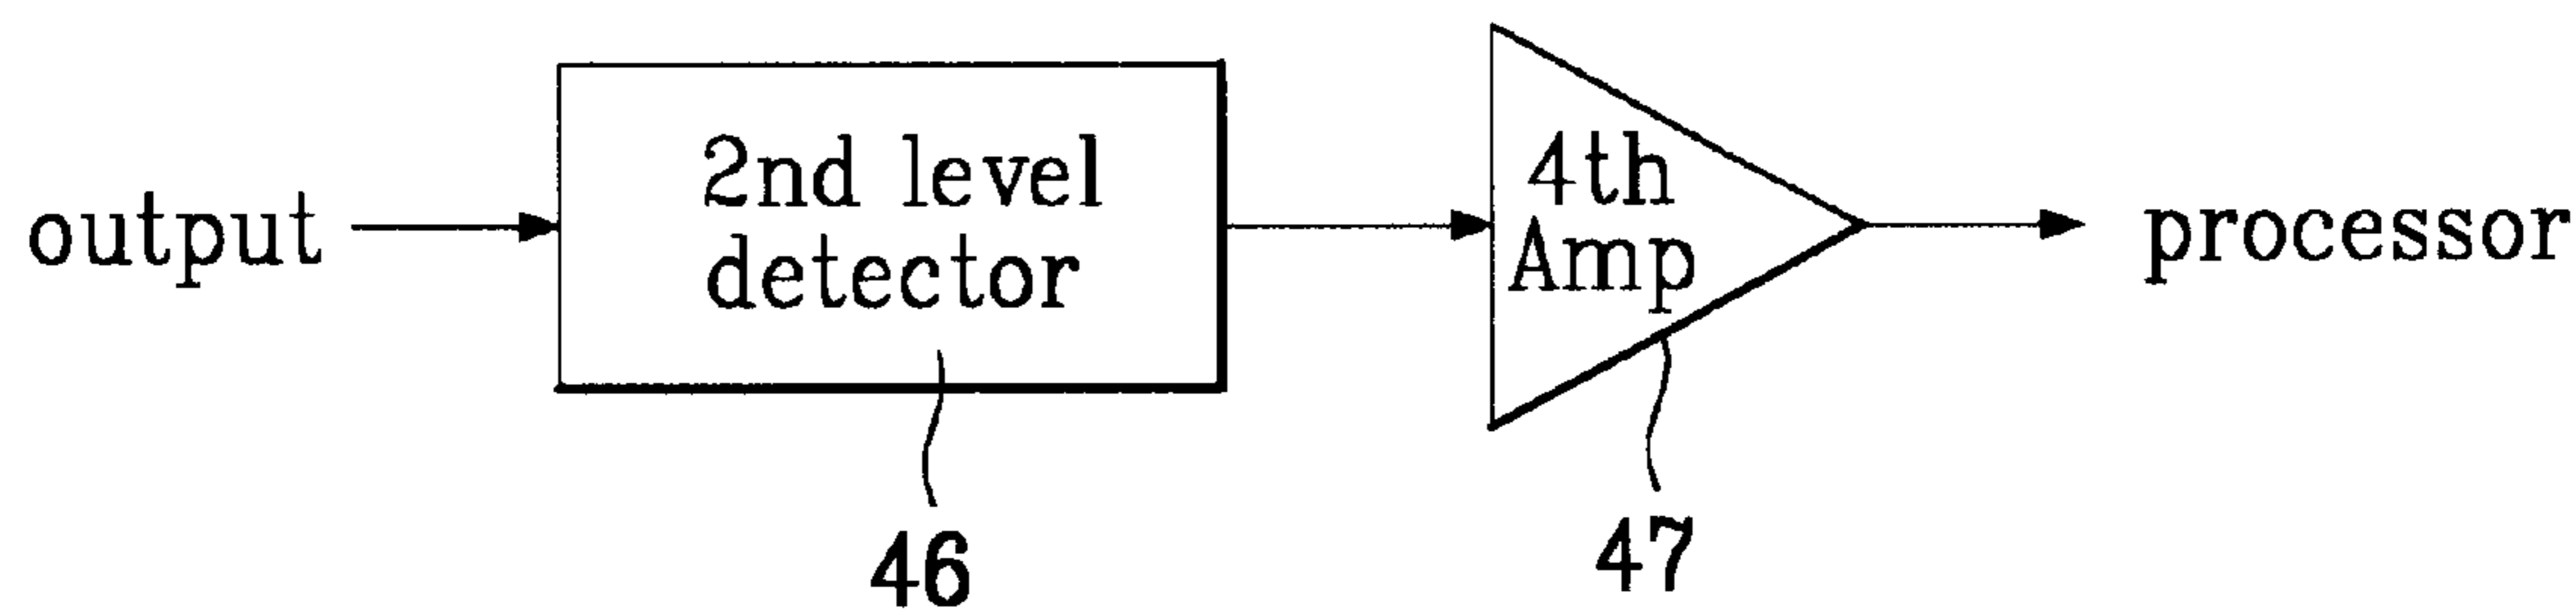 output
2nd level
detector
4th
Amp
processor
46
47